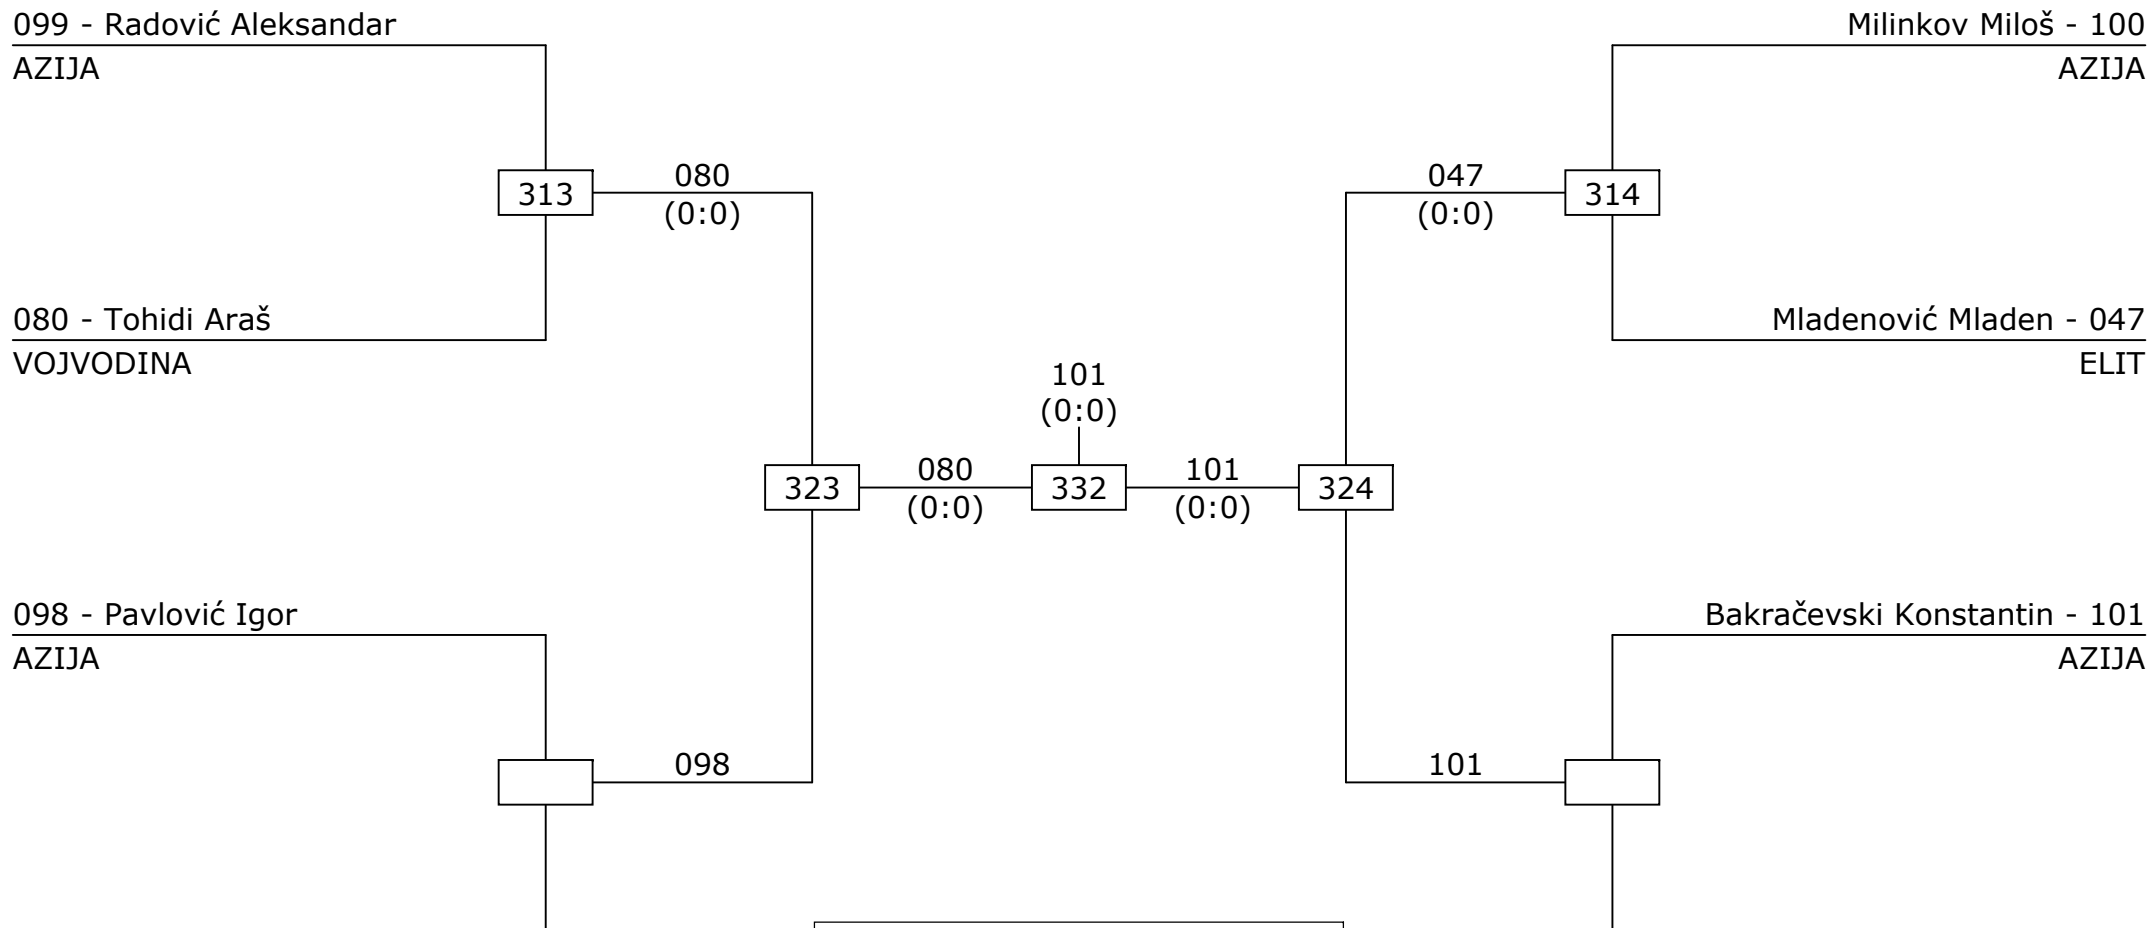 099 - Radović Aleksandar
AZIJA
Milinkov Miloš - 100
AZIJA
313
080
(0:0)
047
(0:0)
314
080 - Tohidi Araš
VOJVODINA
Mladenović Mladen - 047
ELIT
101
(0:0)
323
080
(0:0)
332
101
(0:0)
324
098 - Pavlović Igor
AZIJA
Bakračevski Konstantin - 101
AZIJA
098
101